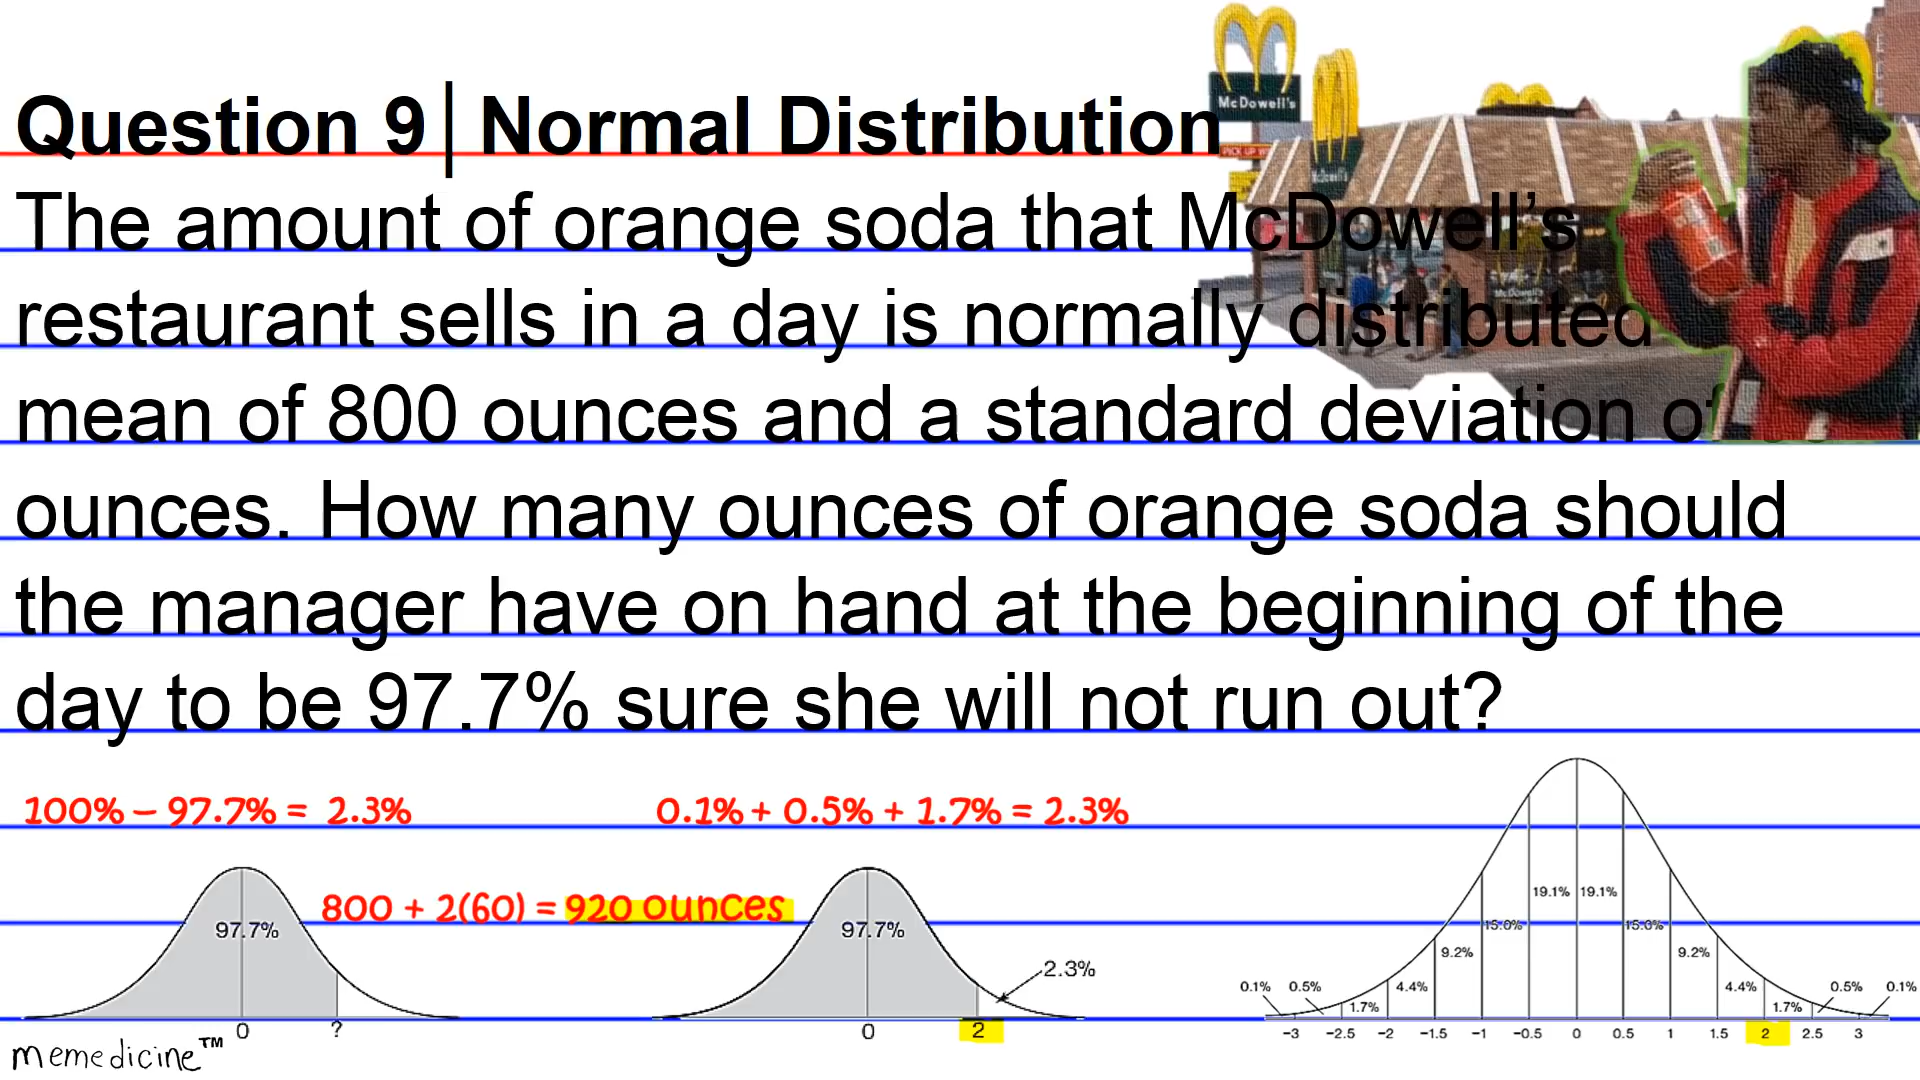 Question 9│Normal Distribution
The amount of orange soda that McDowell’s
restaurant sells in a day is normally distributed
mean of 800 ounces and a standard deviation of
ounces. How many ounces of orange soda should
the manager have on hand at the beginning of the
day to be 97.7% sure she will not run out?
McDowell's
PICK UP
McDowell's
McDowell's
100% – 97.7% = 2.3%
0.1% + 0.5% + 1.7% = 2.3%
800 + 2(60) = 920 ounces
97.7%
0 ?
97.7%
2.3%
0 2
19.1% 19.1%
15.0% 15.0%
9.2% 9.2%
0.1% 0.5% 4.4% 4.4% 0.5% 0.1%
1.7% 1.7%
-3 -2.5 -2 -1.5 -1 -0.5 0 0.5 1 1.5 2 2.5 3
memedicine™